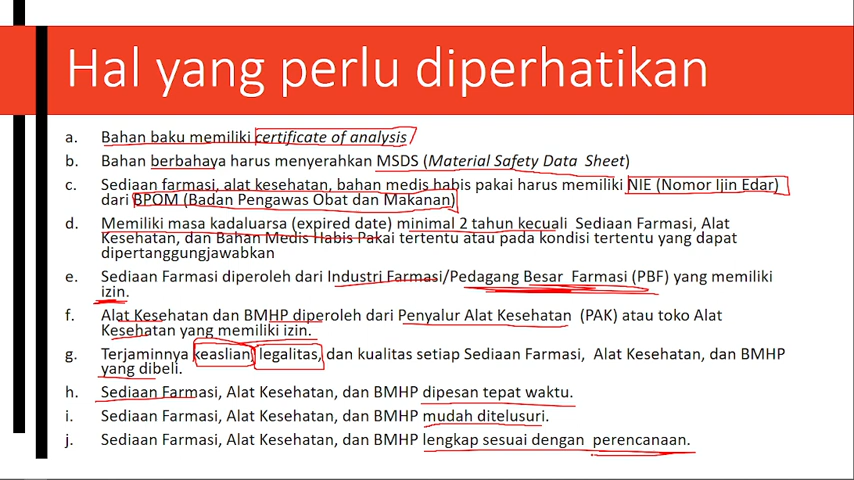 Hal yang perlu diperhatikan
a. Bahan baku memiliki certificate of analysis
b. Bahan berbahaya harus menyerahkan MSDS (Material Safety Data Sheet)
c. Sediaan farmasi, alat kesehatan, bahan medis habis pakai harus memiliki NIE (Nomor Ijin Edar)
dari BPOM (Badan Pengawas Obat dan Makanan)
d. Memiliki masa kadaluarsa (expired date) minimal 2 tahun kecuali Sediaan Farmasi, Alat
Kesehatan, dan Bahan Medis Habis Pakai tertentu atau pada kondisi tertentu yang dapat
dipertanggungjawabkan
e. Sediaan Farmasi diperoleh dari Industri Farmasi/Pedagang Besar Farmasi (PBF) yang memiliki
izin.
f. Alat Kesehatan dan BMHP diperoleh dari Penyalur Alat Kesehatan (PAK) atau toko Alat
Kesehatan yang memiliki izin.
g. Terjaminnya keaslian, legalitas, dan kualitas setiap Sediaan Farmasi, Alat Kesehatan, dan BMHP
yang dibeli.
h. Sediaan Farmasi, Alat Kesehatan, dan BMHP dipesan tepat waktu.
i. Sediaan Farmasi, Alat Kesehatan, dan BMHP mudah ditelusuri.
j. Sediaan Farmasi, Alat Kesehatan, dan BMHP lengkap sesuai dengan perencanaan.